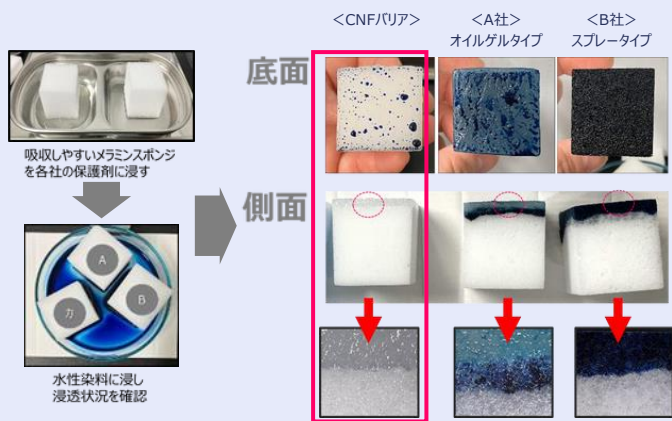 <CNFバリア>
<A社>
オイルゲルタイプ
<B社>
スプレータイプ
底面
吸収しやすいメラミンスポンジ
を各社の保護剤に浸す
側面
A
カ
B
水性染料に浸し
浸透状況を確認